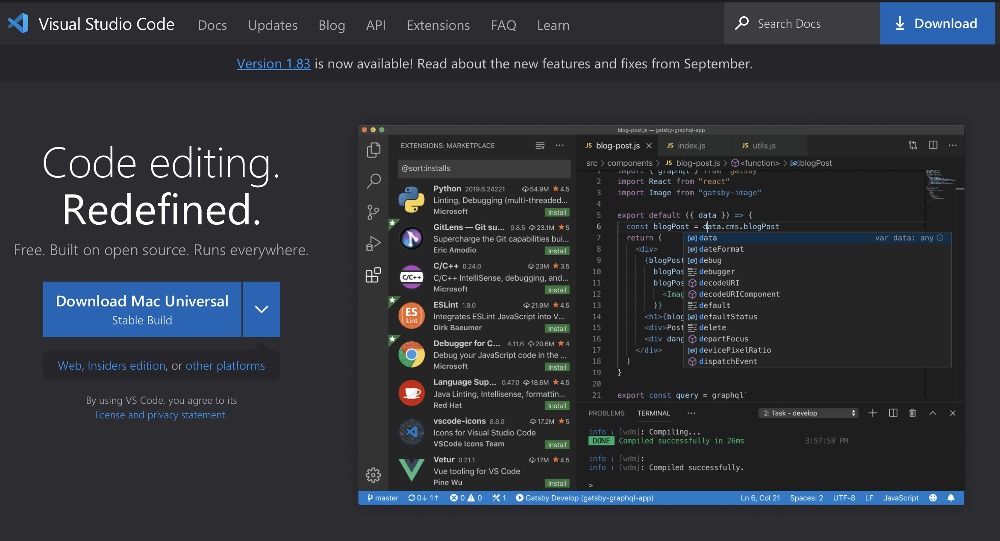 Visual Studio Code Docs Updates Blog API Extensions FAQ Learn Search Docs Download
Version 1.83 is now available! Read about the new features and fixes from September.
Code editing.
Redefined.
Free. Built on open source. Runs everywhere.
Download Mac Universal
Stable Build
Web, Insiders edition, or other platforms
By using VS Code, you agree to its
license and privacy statement.
blog-post.js — gatsby-graphql-app
EXTENSIONS: MARKETPLACE
@sort:installs
Python 2019.6.24221 54.9M 4.5
Linting, Debugging (multi-threaded...
Microsoft Install
GitLens — Git su... 9.8.5 23.1M 5
Supercharge the Git capabilities bui...
Eric Amodio Install
C/C++
C/C++ 0.24.0 23M 3.5
C/C++ IntelliSense, debugging, and...
Microsoft Install
ES
Lint
ESLint 1.9.0 21.9M 4.5
Integrates ESLint JavaScript into V...
Dirk Baeumer Install
Debugger for C... 4.11.6 20.6M 4
Debug your JavaScript code in the ...
Microsoft Install
Language Sup... 0.47.0 18.6M 4.5
Java Linting, Intellisense, formattin...
Red Hat Install
vscode-icons 8.8.0 17.2M 5
Icons for Visual Studio Code
VSCode Icons Team Install
Vetur 0.21.1 17M 4.5
Vue tooling for VS Code
Pine Wu Install
JS blog-post.js JS index.js JS utils.js
src > components > JS blog-post.js > <function> > blogPost
1 import { graphql } from "gatsby"
2 import React from "react"
3 import Image from "gatsby-image"
4
5 export default ({ data }) => {
6 const blogPost = data.cms.blogPost
7 return (
8 <div>
9 {blogPost
10 blogPos
11 blogPos
12 <Imag
13 )}
14 <h1>{blog
15 <div>Post
16 <div dang
17 </div>
18 )
19 }
20
21 export const query = graphql`
data var data: any
dateFormat
debug
debugger
decodeURI
decodeURIComponent
default
defaultStatus
delete
departFocus
devicePixelRatio
dispatchEvent
PROBLEMS TERMINAL ... 2: Task - develop
info i ｢wdm｣: Compiling...
DONE Compiled successfully in 26ms 3:57:58 PM
info i ｢wdm｣:
info i ｢wdm｣: Compiled successfully.
>
master 0↓ 1↑ 0 0 1 Gatsby Develop (gatsby-graphql-app) Ln 6, Col 21 Spaces: 2 UTF-8 LF JavaScript